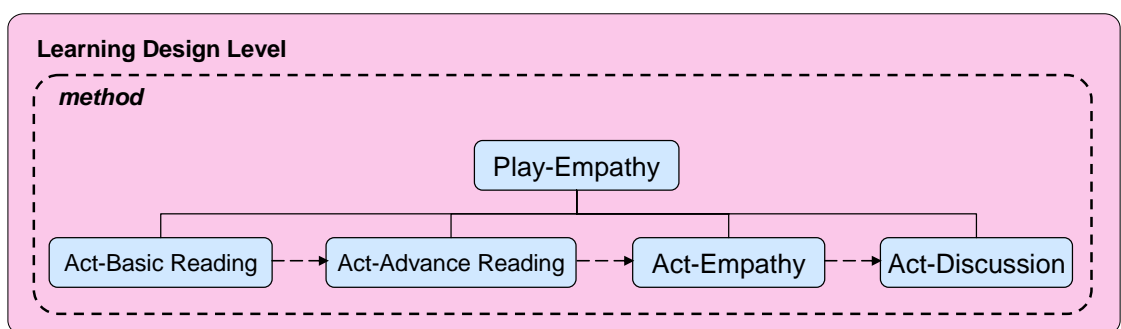 Learning Design Level
method
Play-Empathy
Act-Basic Reading
Act-Advance Reading
Act-Empathy
Act-Discussion